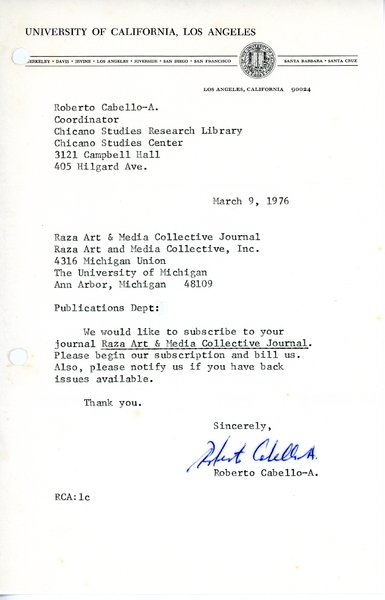 UNIVERSITY OF CALIFORNIA, LOS ANGELES
BERKELEY • DAVIS • IRVINE • LOS ANGELES • RIVERSIDE • SAN DIEGO • SAN FRANCISCO
SANTA BARBARA • SANTA CRUZ
LOS ANGELES, CALIFORNIA 90024
Roberto Cabello-A.
Coordinator
Chicano Studies Research Library
Chicano Studies Center
3121 Campbell Hall
405 Hilgard Ave.
March 9, 1976
Raza Art & Media Collective Journal
Raza Art and Media Collective, Inc.
4316 Michigan Union
The University of Michigan
Ann Arbor, Michigan 48109
Publications Dept:
We would like to subscribe to your
journal Raza Art & Media Collective Journal.
Please begin our subscription and bill us.
Also, please notify us if you have back
issues available.
Thank you.
Sincerely,
Roberto Cabello A.
Roberto Cabello-A.
RCA:lc